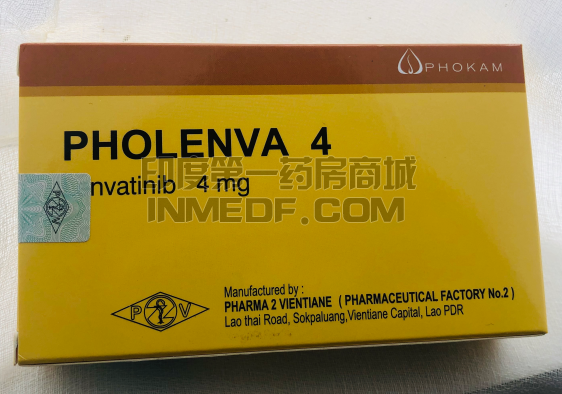 PHOKAM
PHOLENVA 4
nvatinib 4 mg
印度第一药房商城
INMEDF.COM
Manufactured by :
PHARMA 2 VIENTIANE ( PHARMACEUTICAL FACTORY No.2 )
P 2 V
Lao thai Road, Sokpaluang,Vientiane Capital, Lao PDR